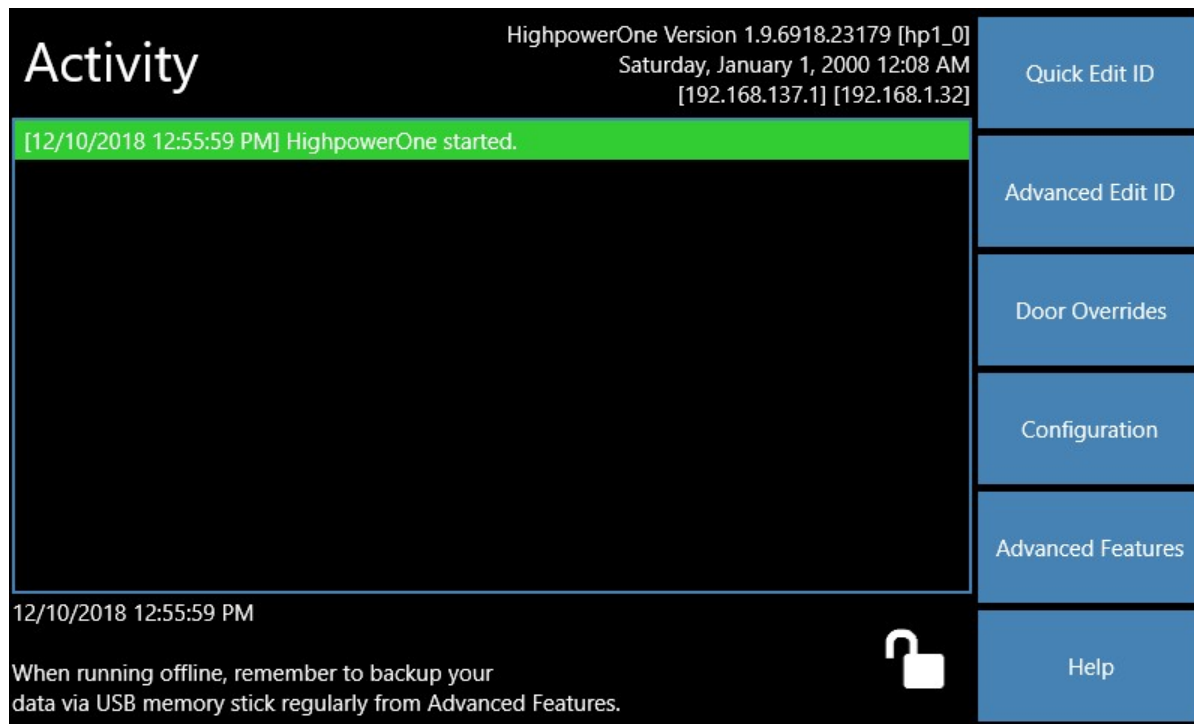 Activity
HighpowerOne Version 1.9.6918.23179 [hp1_0]
Saturday, January 1, 2000 12:08 AM
[192.168.137.1] [192.168.1.32]
[12/10/2018 12:55:59 PM] HighpowerOne started.
12/10/2018 12:55:59 PM
When running offline, remember to backup your
data via USB memory stick regularly from Advanced Features.
Quick Edit ID
Advanced Edit ID
Door Overrides
Configuration
Advanced Features
Help